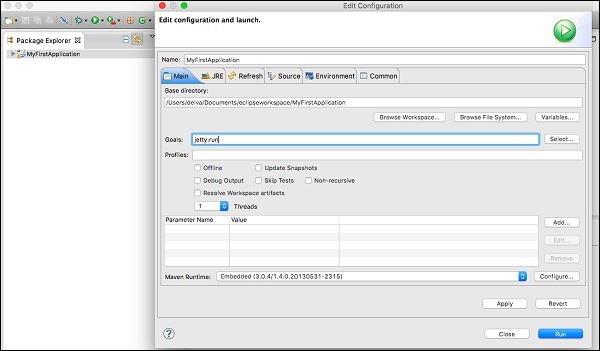 Edit Configuration
Edit configuration and launch.
Package Explorer
MyFirstApplication
Name: MyFirstApplication
Main JRE Refresh Source Environment Common
Base directory:
/Users/deiva/Documents/eclipseworkspace/MyFirstApplication
Browse Workspace... Browse File System... Variables...
Goals: jetty:run Select...
Profiles:
Offline Update Snapshots
Debug Output Skip Tests Non-recursive
Resolve Workspace artifacts
1 Threads
Parameter Name Value Add...
Edit...
Remove
Maven Runtime: Embedded (3.0.4/1.4.0.20130531-2315) Configure...
Apply Revert
? Close Run